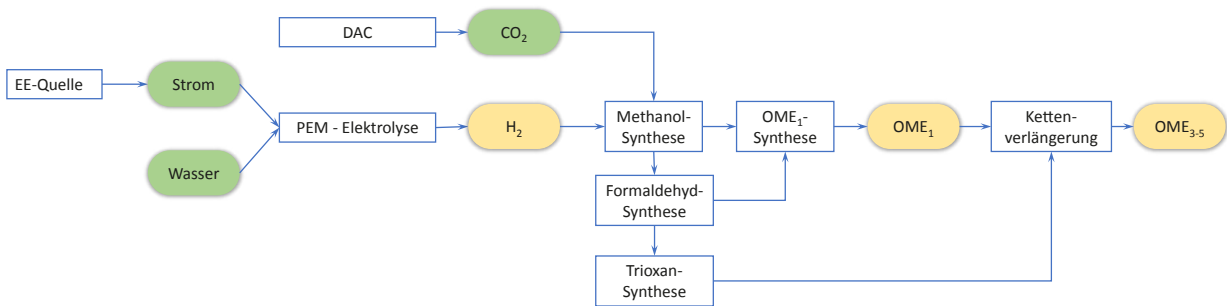 DAC
CO₂
EE-Quelle
Strom
Wasser
PEM - Elektrolyse
H₂
Methanol-
Synthese
OME₁-
Synthese
OME₁
Ketten-
verlängerung
OME₃₋₅
Formaldehyd-
Synthese
Trioxan-
Synthese